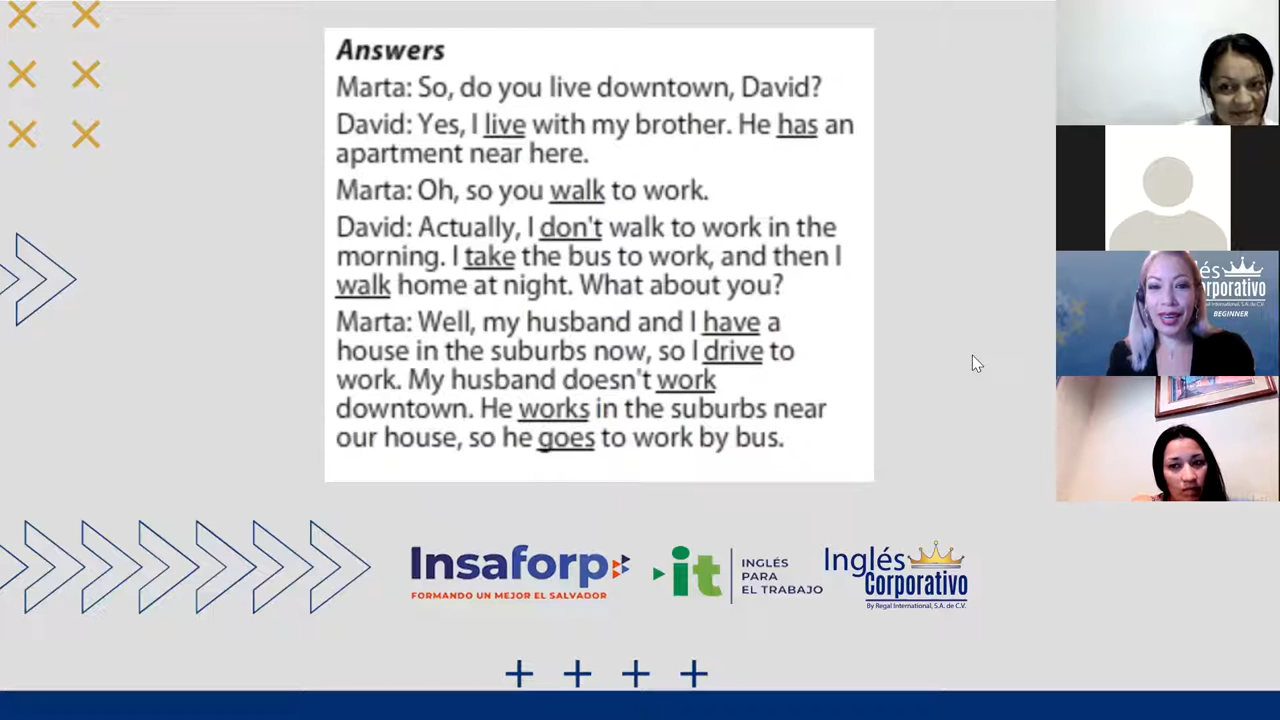 Answers
Marta: So, do you live downtown, David?
David: Yes, I live with my brother. He has an
apartment near here.
Marta: Oh, so you walk to work.
David: Actually, I don't walk to work in the
morning. I take the bus to work, and then I
walk home at night. What about you?
Marta: Well, my husband and I have a
house in the suburbs now, so I drive to
work. My husband doesn't work
downtown. He works in the suburbs near
our house, so he goes to work by bus.
Insaforp
FORMANDO UN MEJOR EL SALVADOR
it
INGLÉS
PARA
EL TRABAJO
Inglés
Corporativo
By Regal International, S.A. de C.V.
BEGINNER